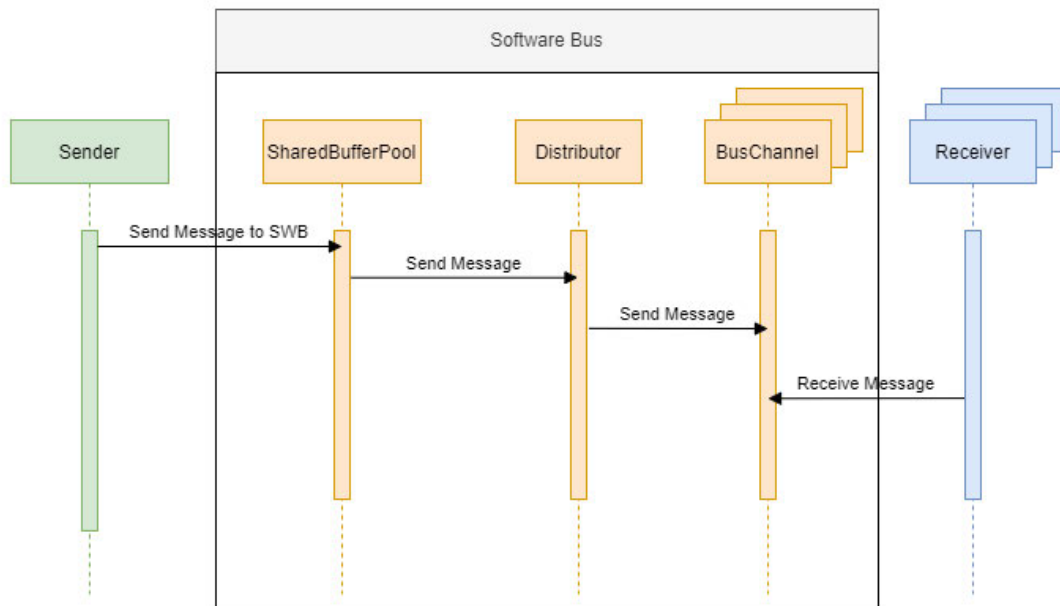 Software Bus
Sender
SharedBufferPool
Distributor
BusChannel
Receiver
Send Message to SWB
Send Message
Send Message
Receive Message